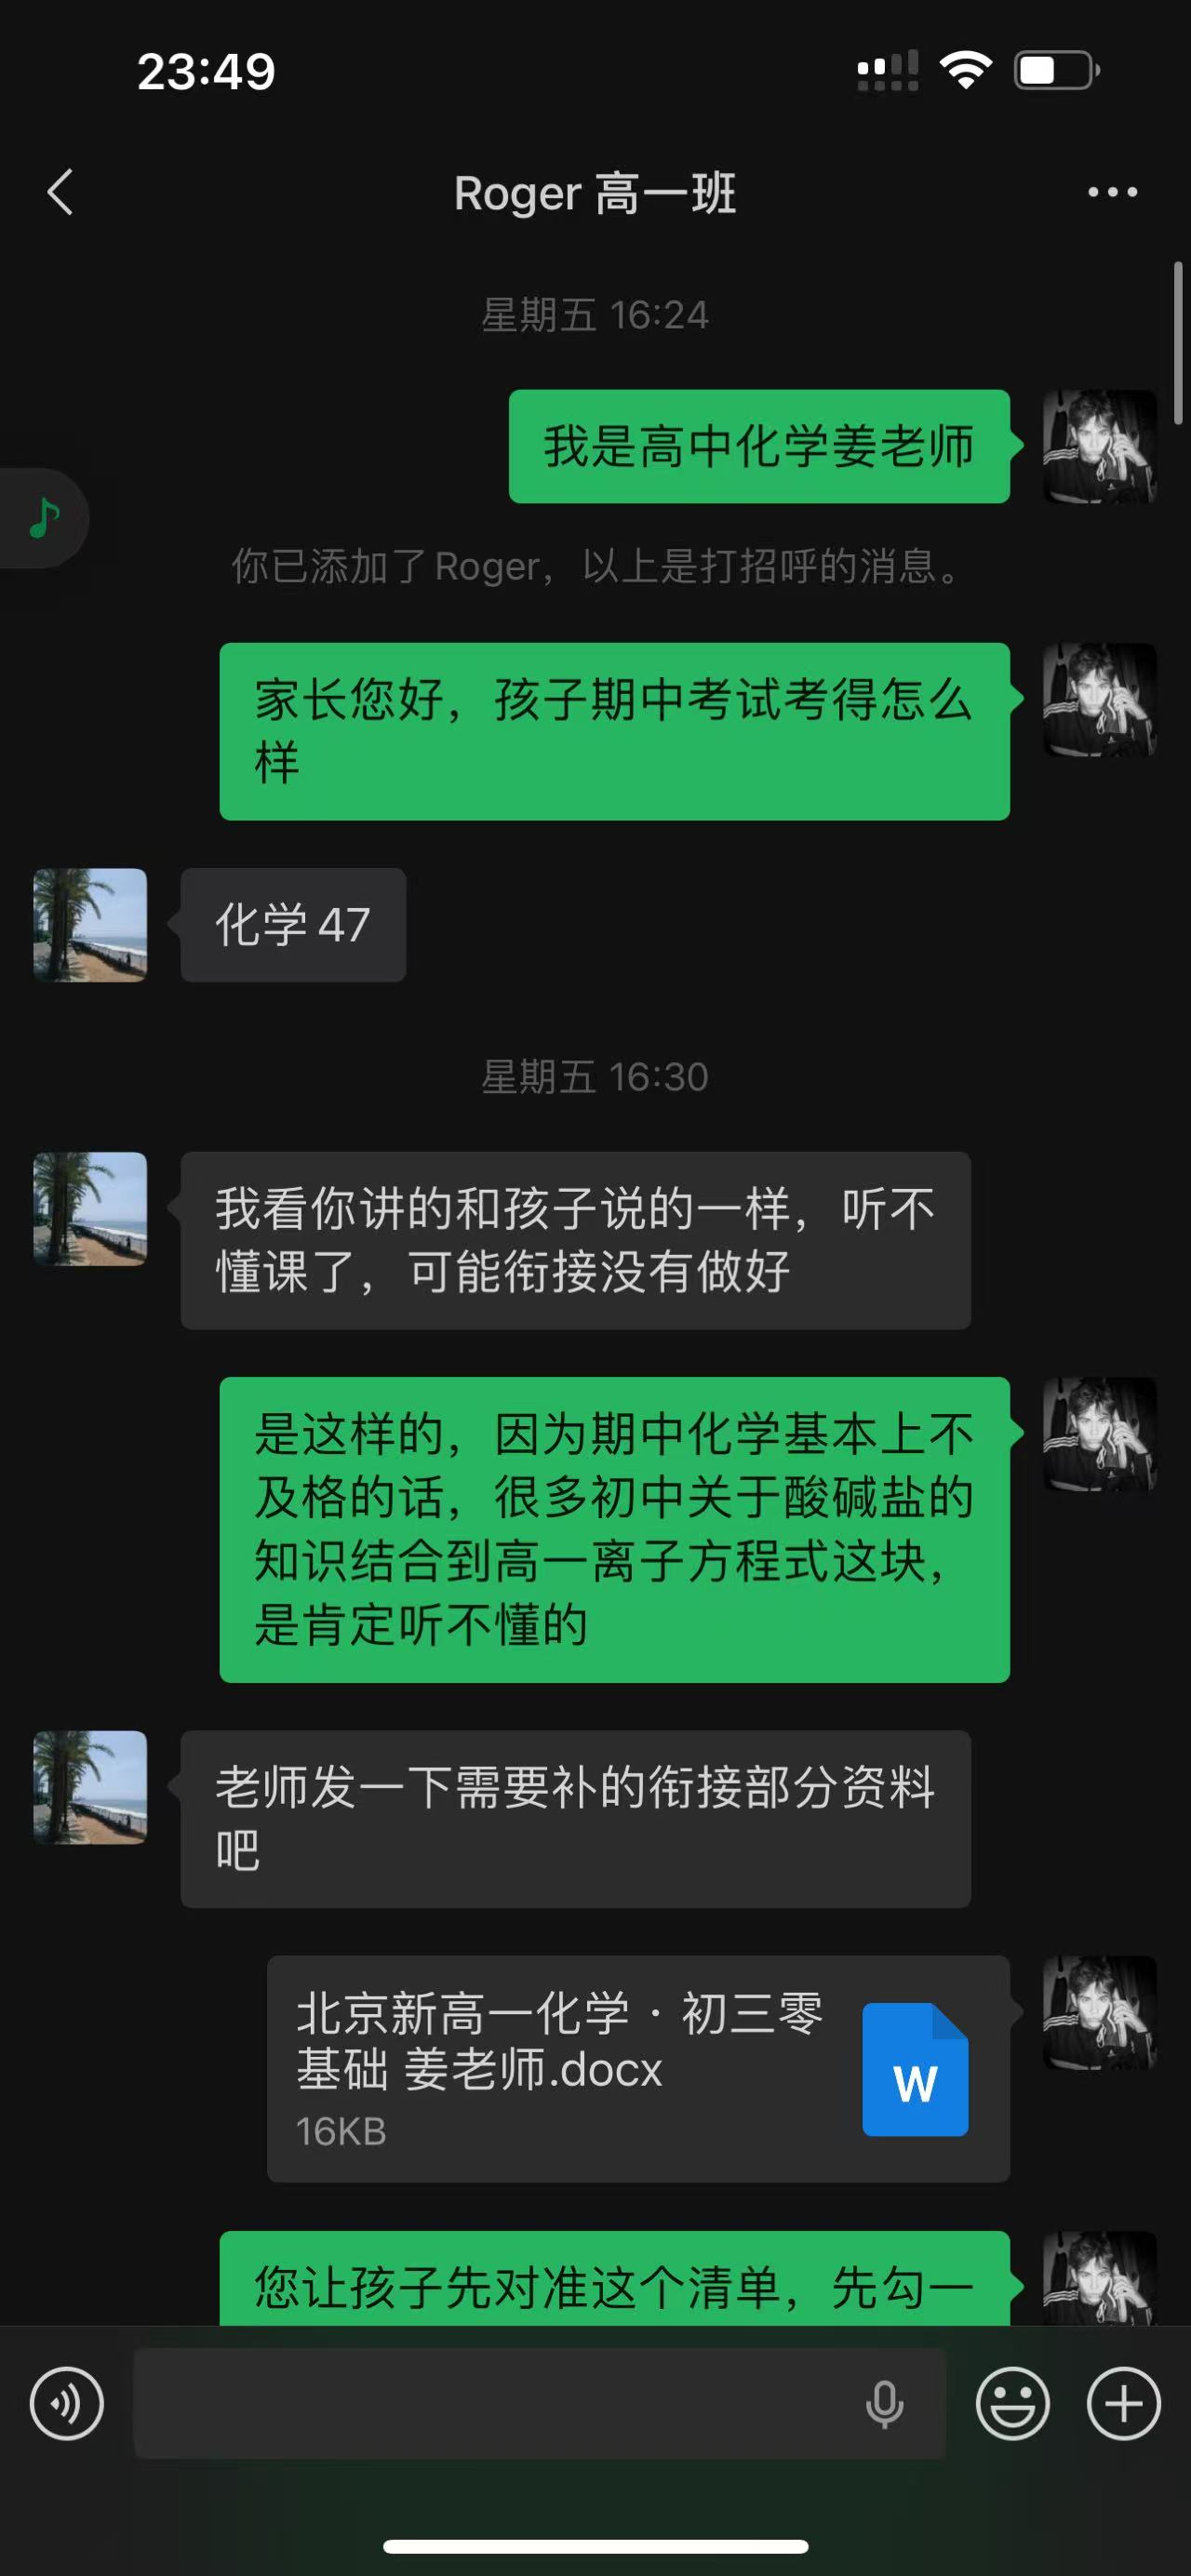 23:49
Roger 高一班
星期五 16:24
我是高中化学姜老师
你已添加了Roger，以上是打招呼的消息。
家长您好，孩子期中考试考得怎么
样
化学47
星期五 16:30
我看你讲的和孩子说的一样，听不
懂课了，可能衔接没有做好
是这样的，因为期中化学基本上不
及格的话，很多初中关于酸碱盐的
知识结合到高一离子方程式这块，
是肯定听不懂的
老师发一下需要补的衔接部分资料
吧
北京新高一化学·初三零
基础 姜老师.docx
W
16KB
您让孩子先对准这个清单，先勾一